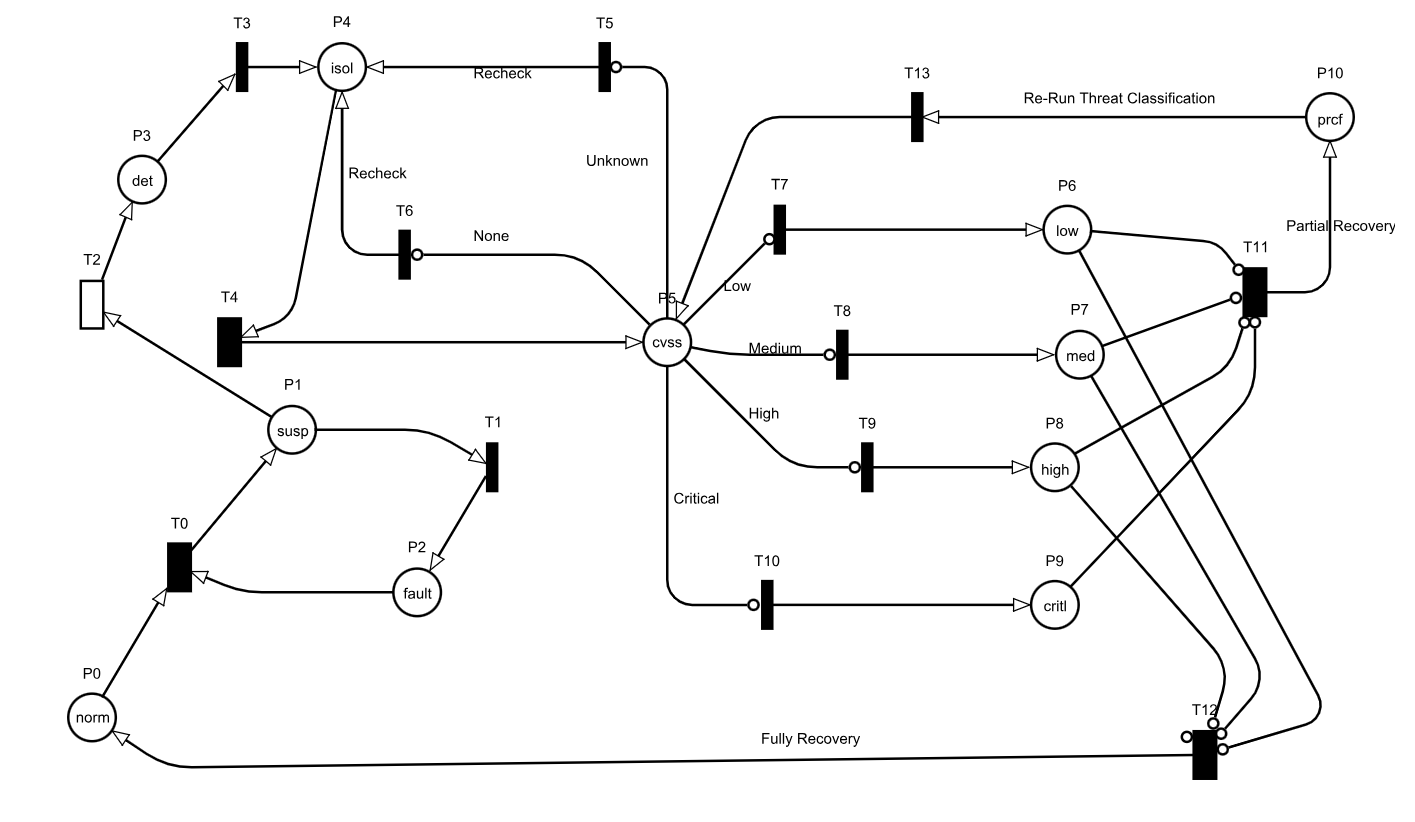 T3
P4
T5
isol
Recheck
T13
P10
Re-Run Threat Classification
prcf
P3
det
Unknown
Recheck
T7
P6
T6
None
low
Partial Recovery
T11
T2
T4
P5
Low
cvss
P7
T8
Medium
med
P1
susp
T1
High
T9
P8
high
Critical
T0
P2
fault
T10
P9
critl
P0
norm
T12
Fully Recovery